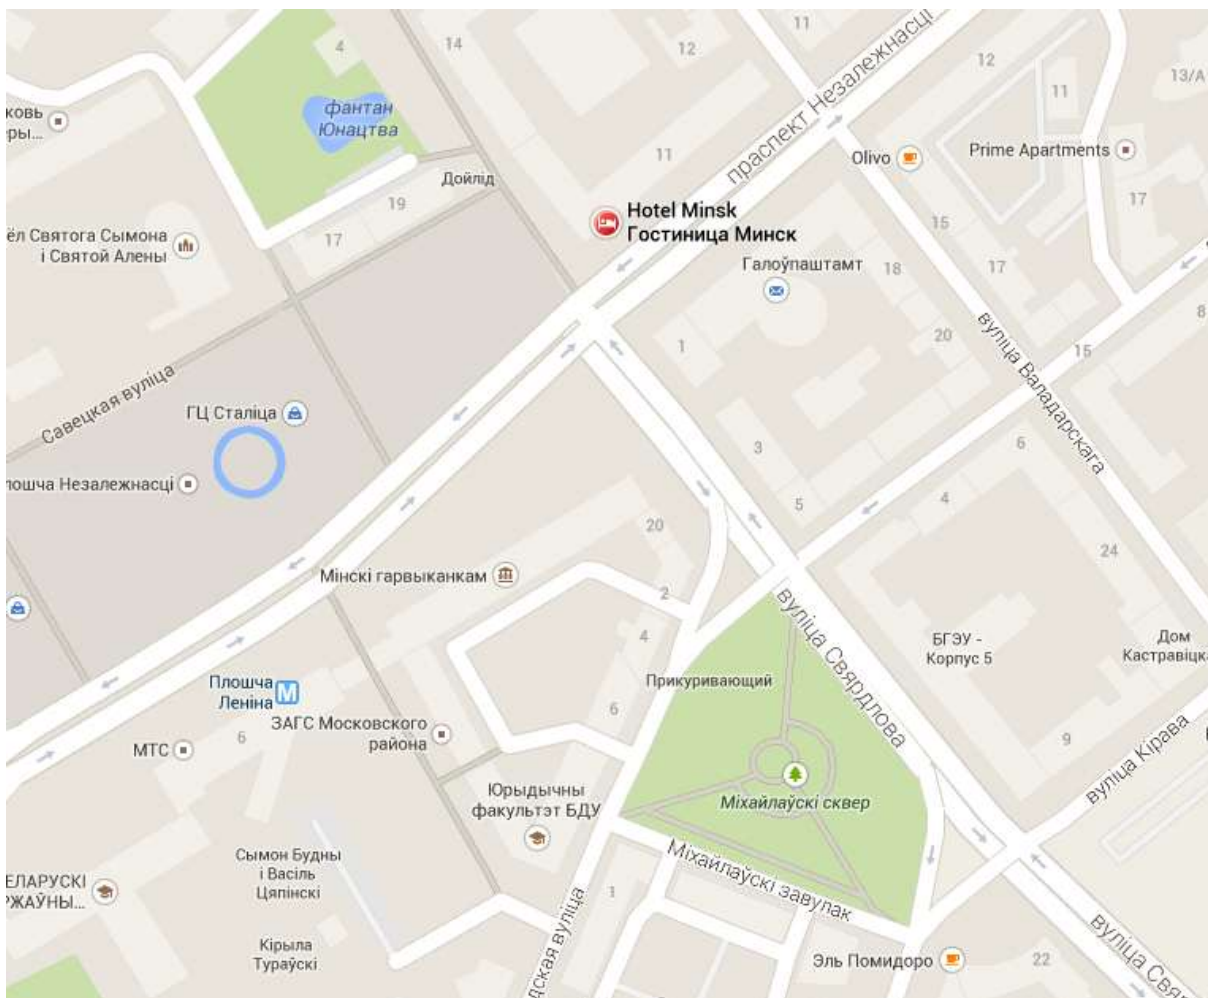 4
14
12
11
праспект Незалежнасці
12
11
13/A
ковь
еры...
фантан
Юнацтва
11
Olivo
Prime Apartments
Дойлід
19
17
Hotel Minsk
Гостиница Минск
15
17
ёл Святога Сымона
і Святой Алены
17
Галоўпаштамт
18
20
8
1
15
вуліца Валадарскага
Савецкая вуліца
ГЦ Сталіца
лошча Незалежнасці
3
5
6
4
24
20
Мінскі гарвыканкам
2
4
вуліца Свярдлова
БГЭУ -
Корпус 5
Дом
Кастравіцка
Прикуривающий
Плошча
Леніна
M
6
ЗАГС Московского
района
МТС
6
9
вуліца Кірава
Міхайлаўскі сквер
Юрыдычны
факультэт БДУ
Міхайлаўскі завулак
Сымон Будны
і Васіль
Цяпінскі
ЕЛАРУСКІ
РЖАЎНЫ...
1
дская вуліца
Кірыла
Тураўскі
Эль Помидоро
22
вуліца Свя